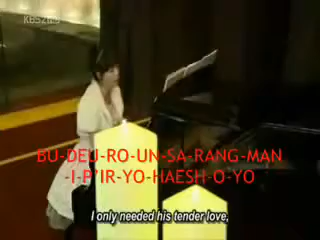 KBS2
BU-DEU-RO-UN-SA-RANG-MAN
-I-P'IR-YO-HAESH-O-YO
I only needed his tender love,